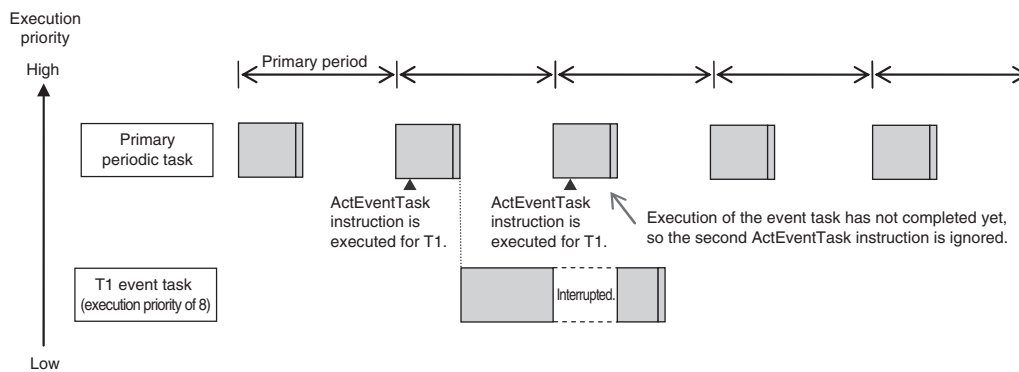 Execution
priority
High
Primary period
Primary
periodic task
ActEventTask
instruction is
executed for T1.
ActEventTask
instruction is
executed for T1.
Execution of the event task has not completed yet,
so the second ActEventTask instruction is ignored.
T1 event task
(execution priority of 8)
Interrupted.
Low